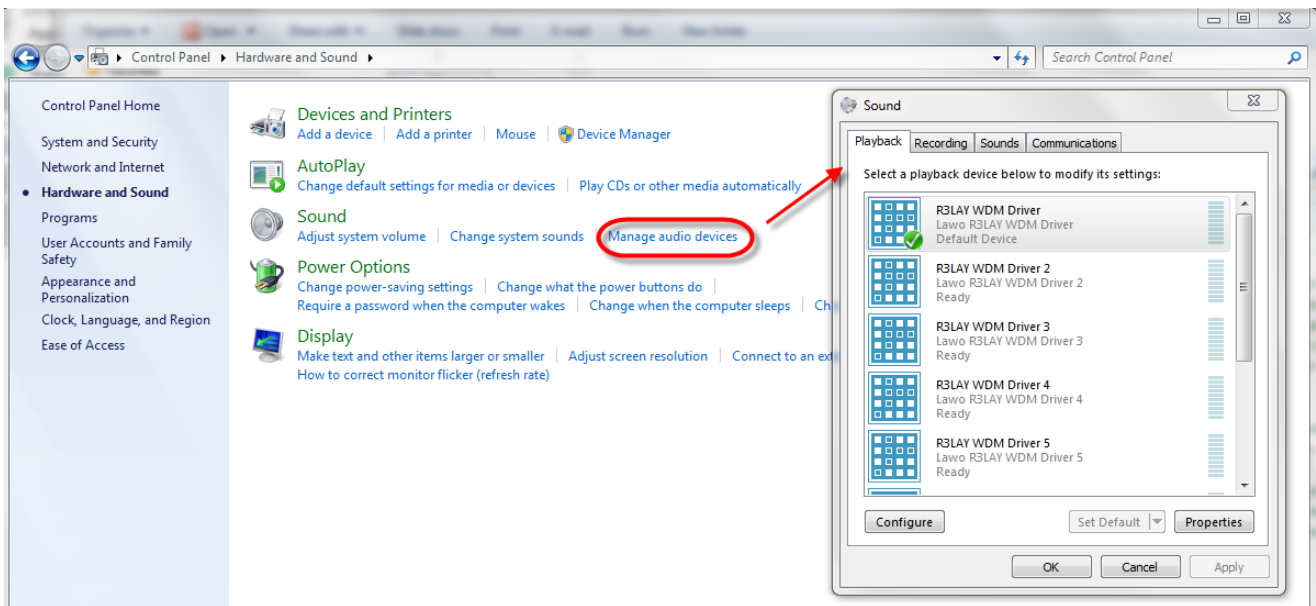 Control Panel Hardware and Sound
Search Control Panel
Control Panel Home
System and Security
Network and Internet
Hardware and Sound
Programs
User Accounts and Family
Safety
Appearance and
Personalization
Clock, Language, and Region
Ease of Access
Devices and Printers
Add a device Add a printer Mouse Device Manager
AutoPlay
Change default settings for media or devices Play CDs or other media automatically
Sound
Adjust system volume Change system sounds Manage audio devices
Power Options
Change power-saving settings Change what the power buttons do
Require a password when the computer wakes Change when the computer sleeps Ch
Display
Make text and other items larger or smaller Adjust screen resolution Connect to an ex
How to correct monitor flicker (refresh rate)
Sound
Playback Recording Sounds Communications
Select a playback device below to modify its settings:
R3LAY WDM Driver
Lawo R3LAY WDM Driver
Default Device
R3LAY WDM Driver 2
Lawo R3LAY WDM Driver 2
Ready
R3LAY WDM Driver 3
Lawo R3LAY WDM Driver 3
Ready
R3LAY WDM Driver 4
Lawo R3LAY WDM Driver 4
Ready
R3LAY WDM Driver 5
Lawo R3LAY WDM Driver 5
Ready
Configure Set Default Properties
OK Cancel Apply